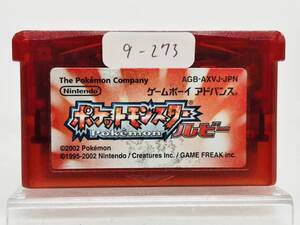 9-273
The Pokémon Company
AGB-AXVJ-JPN
Nintendo
ゲームボーイ アドバンス
ポケットモンスター
Pokémon
ルビー
©2002 Pokémon
©1995-2002 Nintendo / Creatures inc. / GAME FREAK inc.